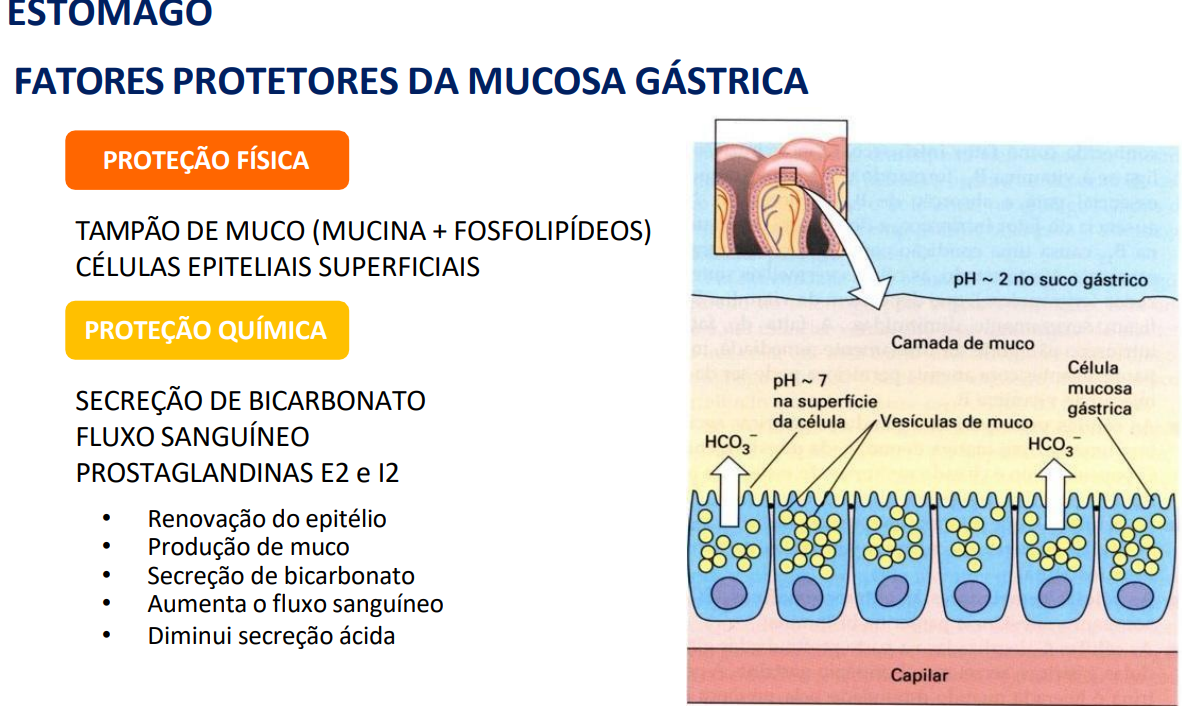 ESTÔMAGO
FATORES PROTETORES DA MUCOSA GÁSTRICA
PROTEÇÃO FÍSICA
TAMPÃO DE MUCO (MUCINA + FOSFOLIPÍDEOS)
CÉLULAS EPITELIAIS SUPERFICIAIS
PROTEÇÃO QUÍMICA
SECREÇÃO DE BICARBONATO
FLUXO SANGUÍNEO
PROSTAGLANDINAS E2 e I2
• Renovação do epitélio
• Produção de muco
• Secreção de bicarbonato
• Aumenta o fluxo sanguíneo
• Diminui secreção ácida
pH ~ 2 no suco gástrico
Camada de muco
pH ~ 7
na superfície
da célula
Vesículas de muco
Célula
mucosa
gástrica
HCO₃⁻
HCO₃⁻
Capilar